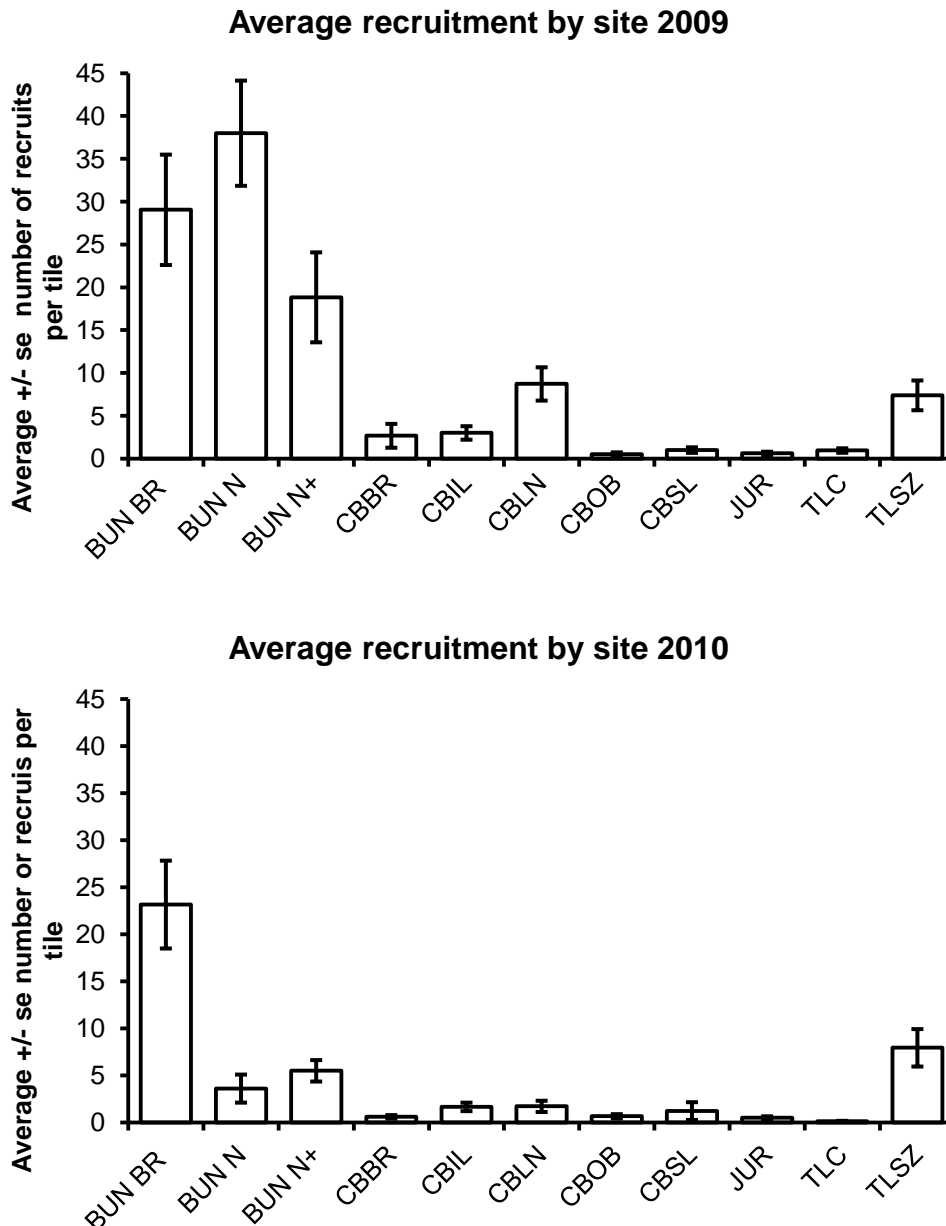 Average recruitment by site 2009
Average +/- se number of recruits
per tile
45
40
35
30
25
20
15
10
5
0
BUN BR
BUN N
BUN N+
CBBR
CBIL
CBLN
CBOB
CBSL
JUR
TLC
TLSZ
Average recruitment by site 2010
Average +/- se number or recruis per
tile
45
40
35
30
25
20
15
10
5
0
BUN BR
BUN N
BUN N+
CBBR
CBIL
CBLN
CBOB
CBSL
JUR
TLC
TLSZ